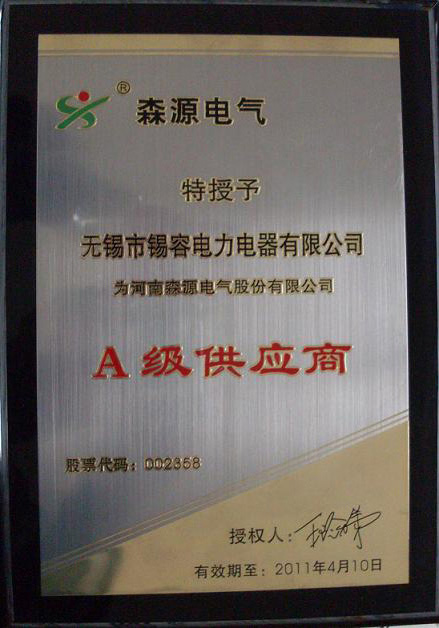 ® 森源电气
特授予
无锡市锡容电力电器有限公司
为河南森源电气股份有限公司
A级供应商
股票代码：002358
授权人：
有效期至：2011年4月10日